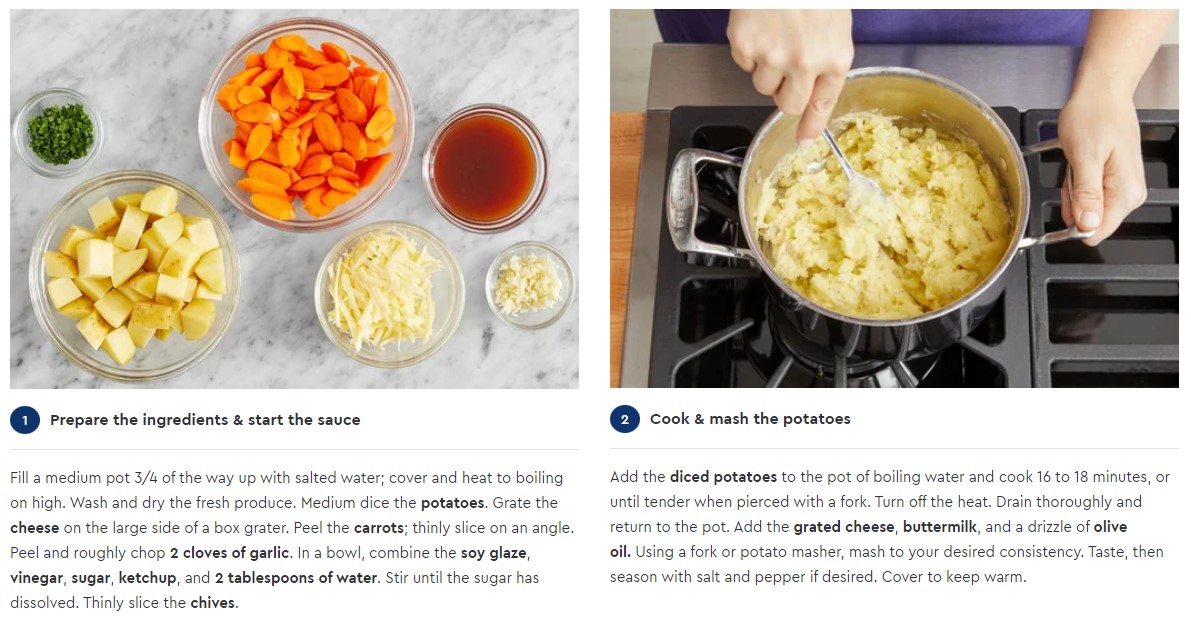 1 Prepare the ingredients & start the sauce
Fill a medium pot 3/4 of the way up with salted water; cover and heat to boiling
on high. Wash and dry the fresh produce. Medium dice the potatoes. Grate the
cheese on the large side of a box grater. Peel the carrots; thinly slice on an angle.
Peel and roughly chop 2 cloves of garlic. In a bowl, combine the soy glaze,
vinegar, sugar, ketchup, and 2 tablespoons of water. Stir until the sugar has
dissolved. Thinly slice the chives.
2 Cook & mash the potatoes
Add the diced potatoes to the pot of boiling water and cook 16 to 18 minutes, or
until tender when pierced with a fork. Turn off the heat. Drain thoroughly and
return to the pot. Add the grated cheese, buttermilk, and a drizzle of olive
oil. Using a fork or potato masher, mash to your desired consistency. Taste, then
season with salt and pepper if desired. Cover to keep warm.